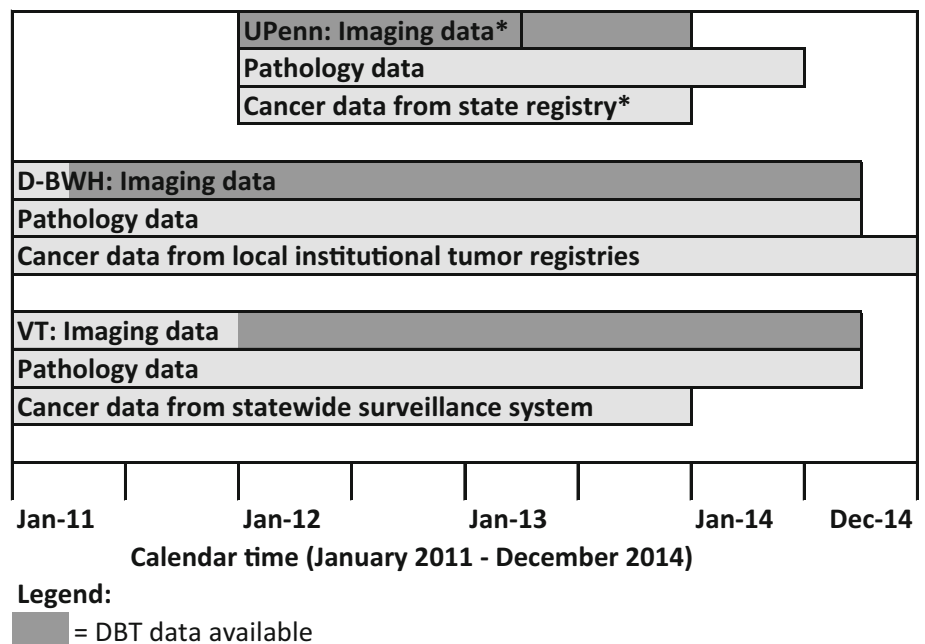 UPenn: Imaging data*
Pathology data
Cancer data from state registry*
D-BWH: Imaging data
Pathology data
Cancer data from local institutional tumor registries
VT: Imaging data
Pathology data
Cancer data from statewide surveillance system
Jan-11 Jan-12 Jan-13 Jan-14 Dec-14
Calendar time (January 2011 - December 2014)
Legend:
= DBT data available